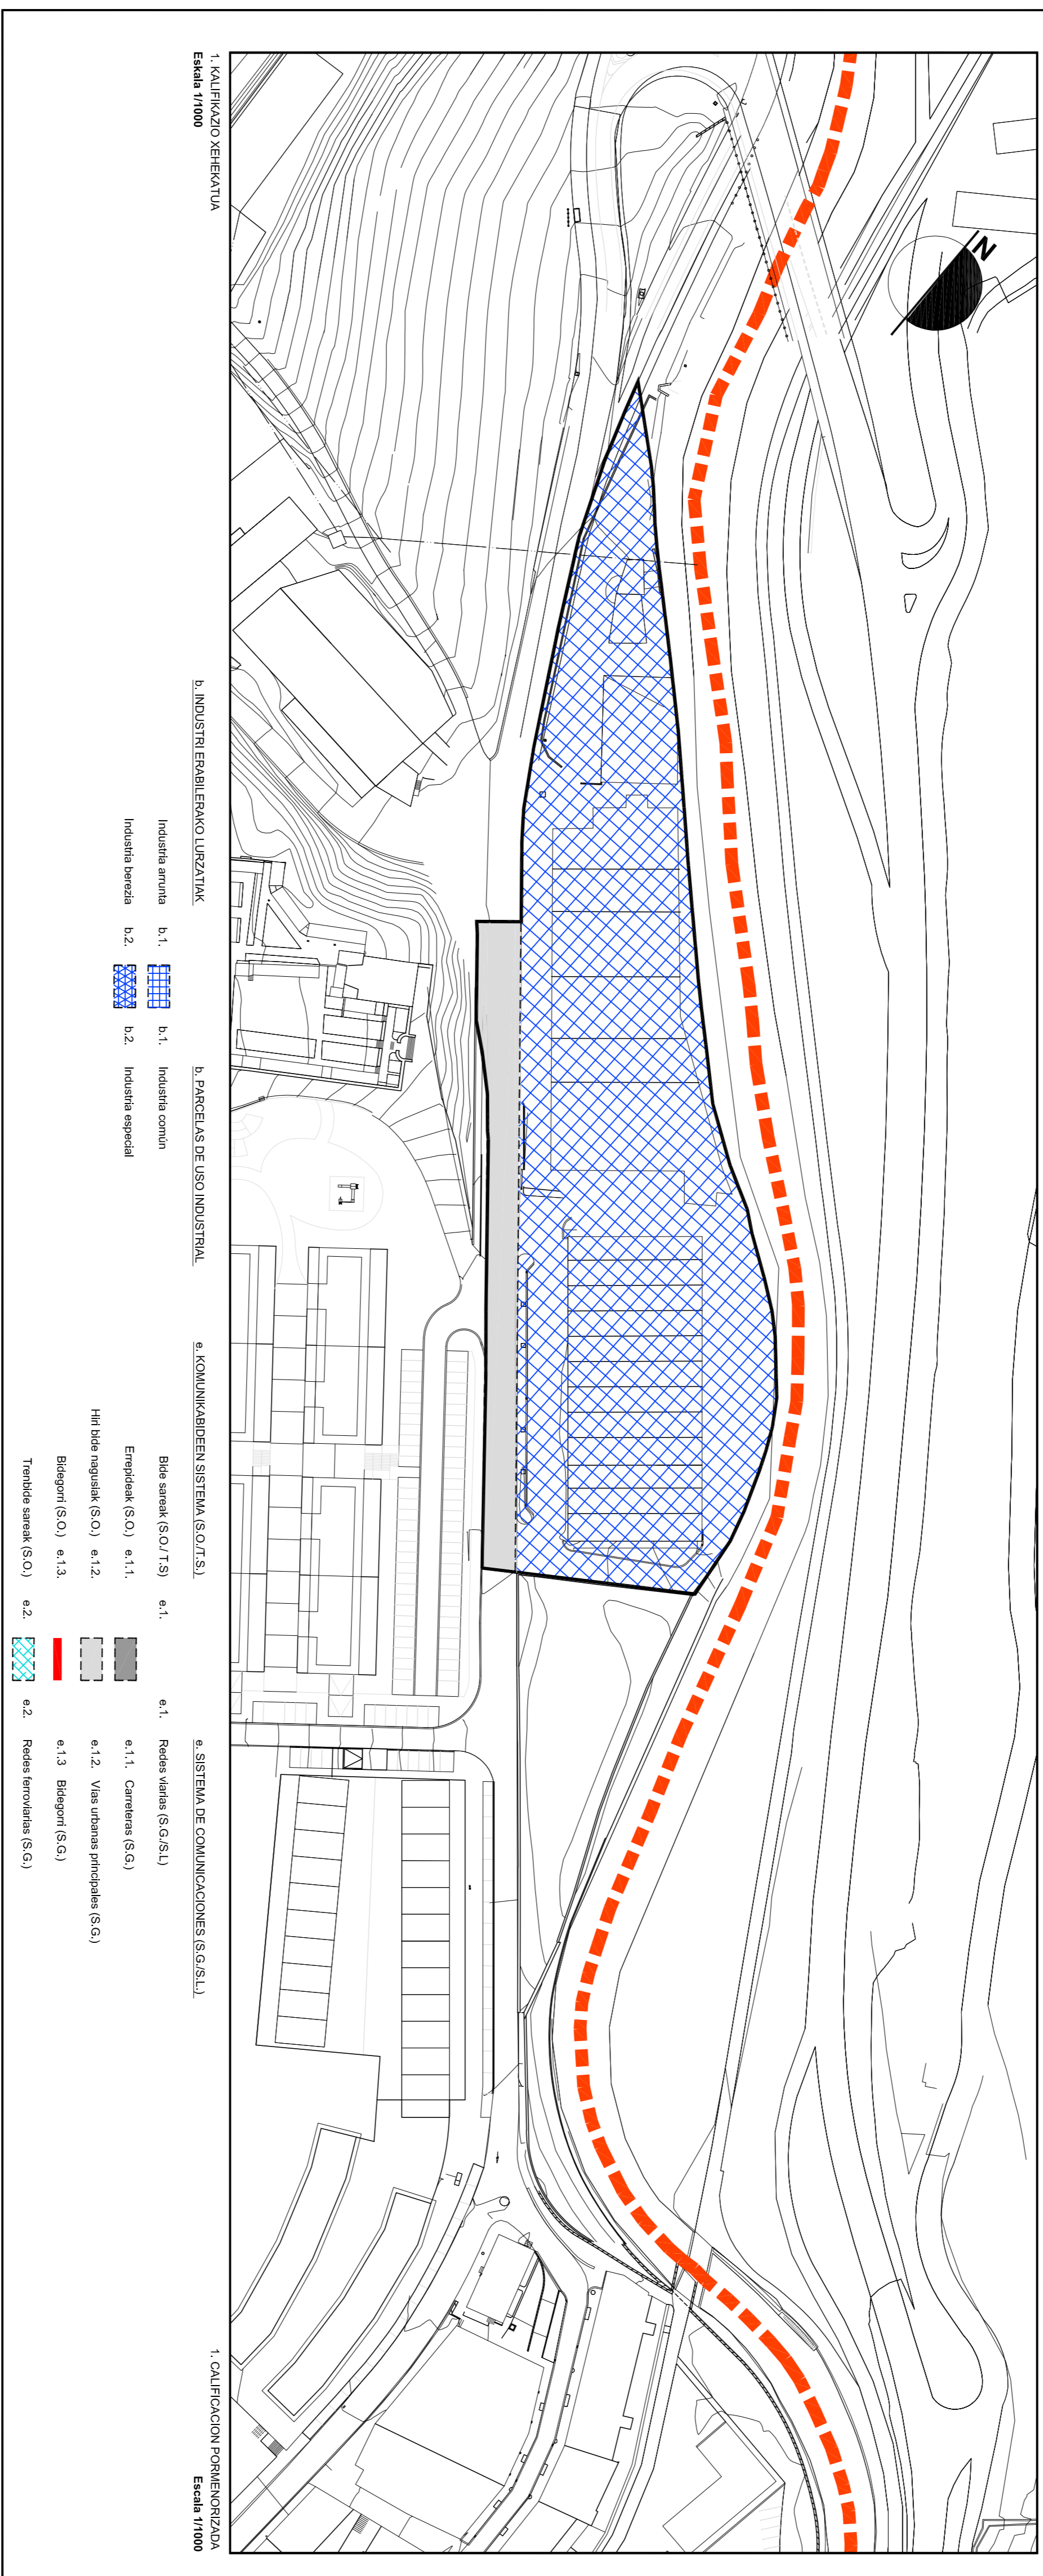 N
1. KALIFIKAZIO XEHEKATUA
Eskala 1/1000
1. CALIFICACION PORMENORIZADA
Escala 1/1000
b. INDUSTRI ERABILERAKO LURZATIAK
b. PARCELAS DE USO INDUSTRIAL
Industria arrunta b.1. b.1. Industria común
Industria berezia b.2. b.2. Industria especial
e. KOMUNIKABIDEEN SISTEMA (S.O./T.S.)
e. SISTEMA DE COMUNICACIONES (S.G./S.L.)
Bide sareak (S.O./ T.S) e.1. e.1. Redes viarias (S.G./S.L)
Errepideak (S.O.) e.1.1. e.1.1. Carreteras (S.G.)
Hiri bide nagusiak (S.O.) e.1.2. e.1.2. Vías urbanas principales (S.G.)
Bidegorri (S.O.) e.1.3. e.1.3 Bidegorri (S.G.)
Trenbide sareak (S.O.) e.2. e.2. Redes ferroviarias (S.G.)